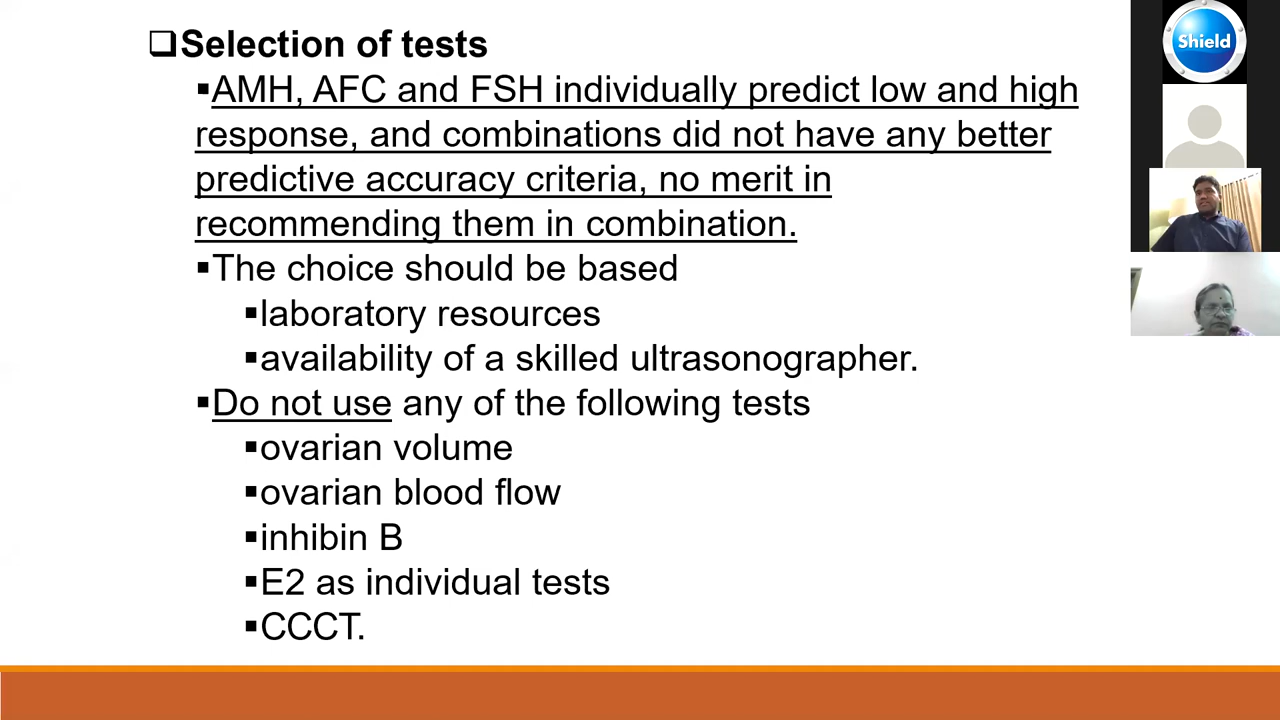 ❑Selection of tests
▪AMH, AFC and FSH individually predict low and high
response, and combinations did not have any better
predictive accuracy criteria, no merit in
recommending them in combination.
▪The choice should be based
▪laboratory resources
▪availability of a skilled ultrasonographer.
▪Do not use any of the following tests
▪ovarian volume
▪ovarian blood flow
▪inhibin B
▪E2 as individual tests
▪CCCT.
Shield